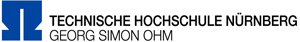 TECHNISCHE HOCHSCHULE NÜRNBERG
GEORG SIMON OHM